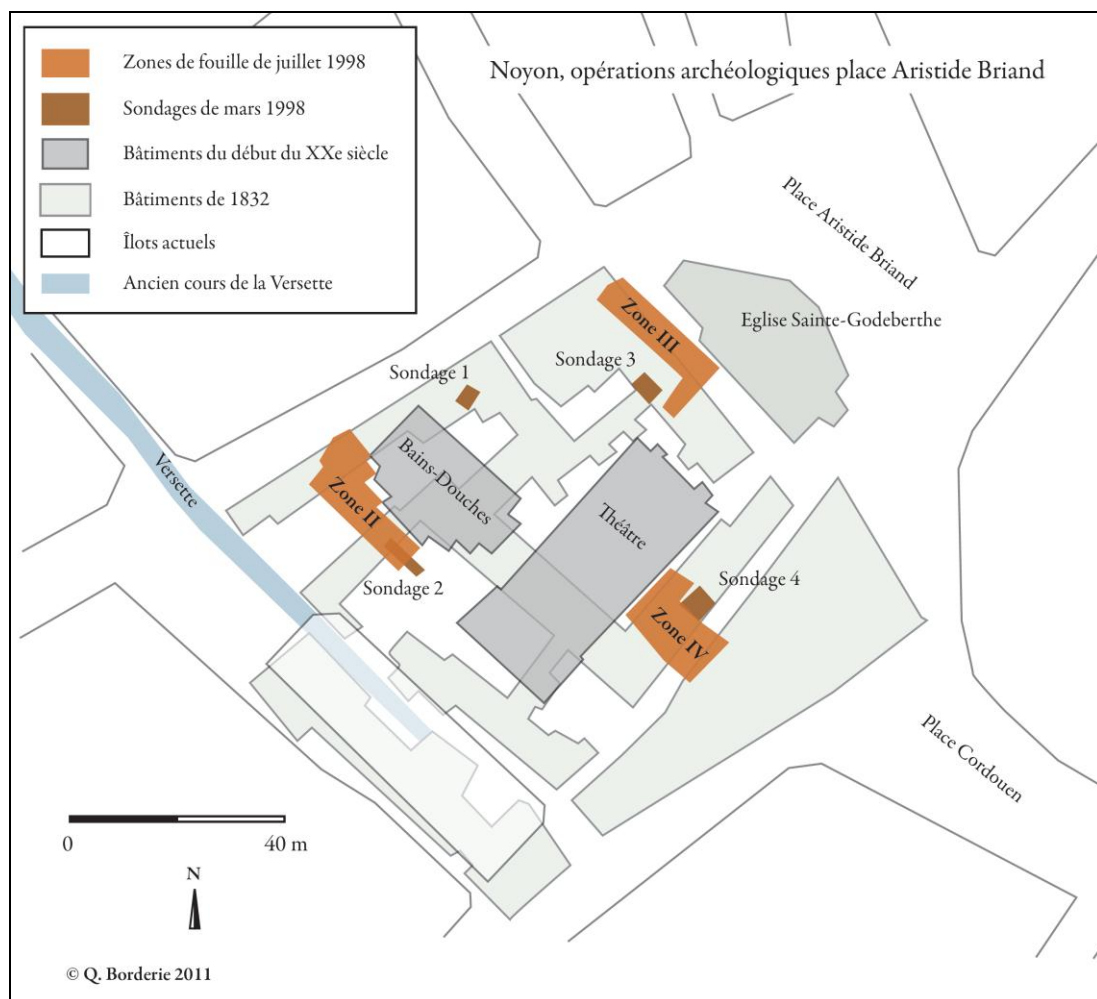 Zones de fouille de juillet 1998
Sondages de mars 1998
Bâtiments du début du XXe siècle
Bâtiments de 1832
Îlots actuels
Ancien cours de la Versette
Noyon, opérations archéologiques place Aristide Briand
Place Aristide
Briand
Eglise Sainte-Godeberthe
Zone III
Sondage 3
Sondage 1
Bains-Douches
Versette
Zone II
Théâtre
Sondage 2
Sondage 4
Zone IV
Place Cordouen
0 40 m
N
© Q. Borderie 2011